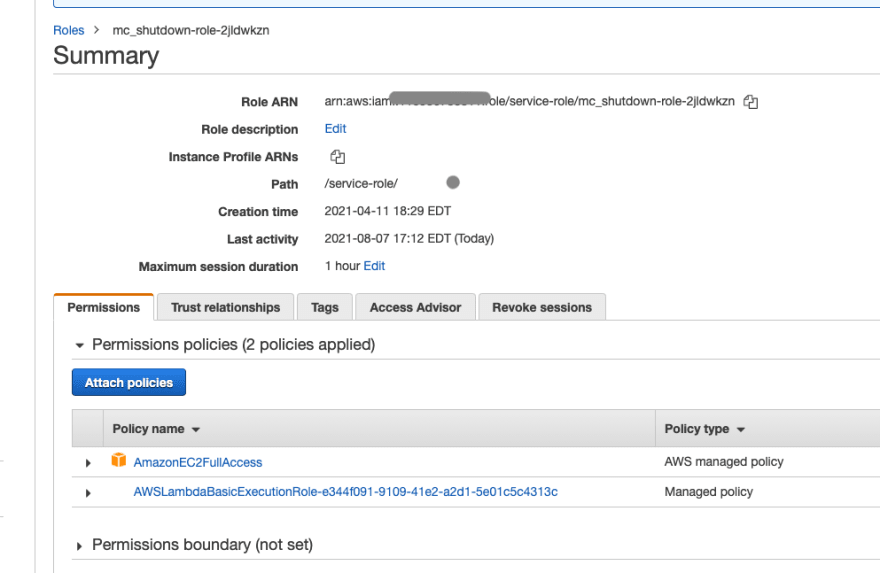 Roles > mc_shutdown-role-2jldwkzn
Summary
Role ARN arn:aws:iam ole/service-role/mc_shutdown-role-2jldwkzn
Role description Edit
Instance Profile ARNs
Path /service-role/
Creation time 2021-04-11 18:29 EDT
Last activity 2021-08-07 17:12 EDT (Today)
Maximum session duration 1 hour Edit
Permissions Trust relationships Tags Access Advisor Revoke sessions
Permissions policies (2 policies applied)
Attach policies
Policy name Policy type
AmazonEC2FullAccess AWS managed policy
AWSLambdaBasicExecutionRole-e344f091-9109-41e2-a2d1-5e01c5c4313c Managed policy
Permissions boundary (not set)